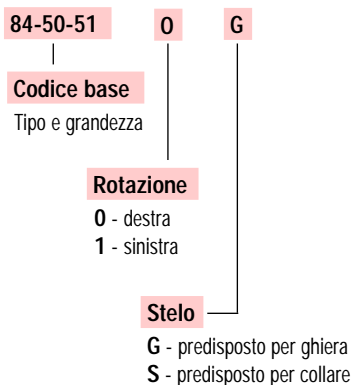 84-50-51 0 G
Codice base
Tipo e grandezza
Rotazione
0 - destra
1 - sinistra
Stelo
G - predisposto per ghiera
S - predisposto per collare